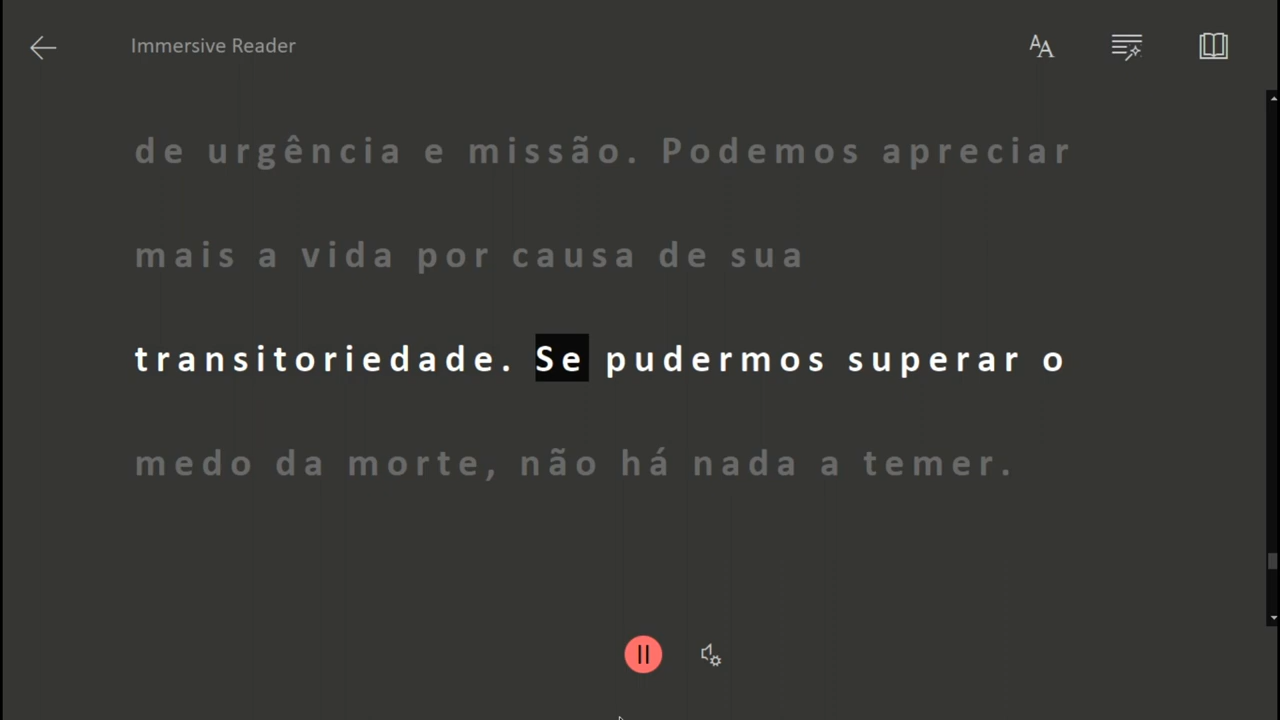 Immersive Reader
de urgência e missão. Podemos apreciar
mais a vida por causa de sua
transitoriedade. Se pudermos superar o
medo da morte, não há nada a temer.